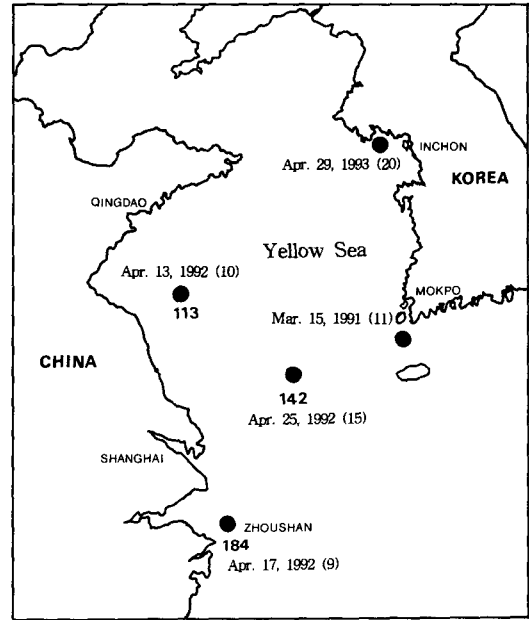 INCHON
Apr. 29, 1993 (20)
KOREA
QINGDAO
Yellow Sea
Apr. 13, 1992 (10)
113
MOKPO
Mar. 15, 1991 (11)
CHINA
142
Apr. 25, 1992 (15)
SHANGHAI
ZHOUSHAN
184
Apr. 17, 1992 (9)